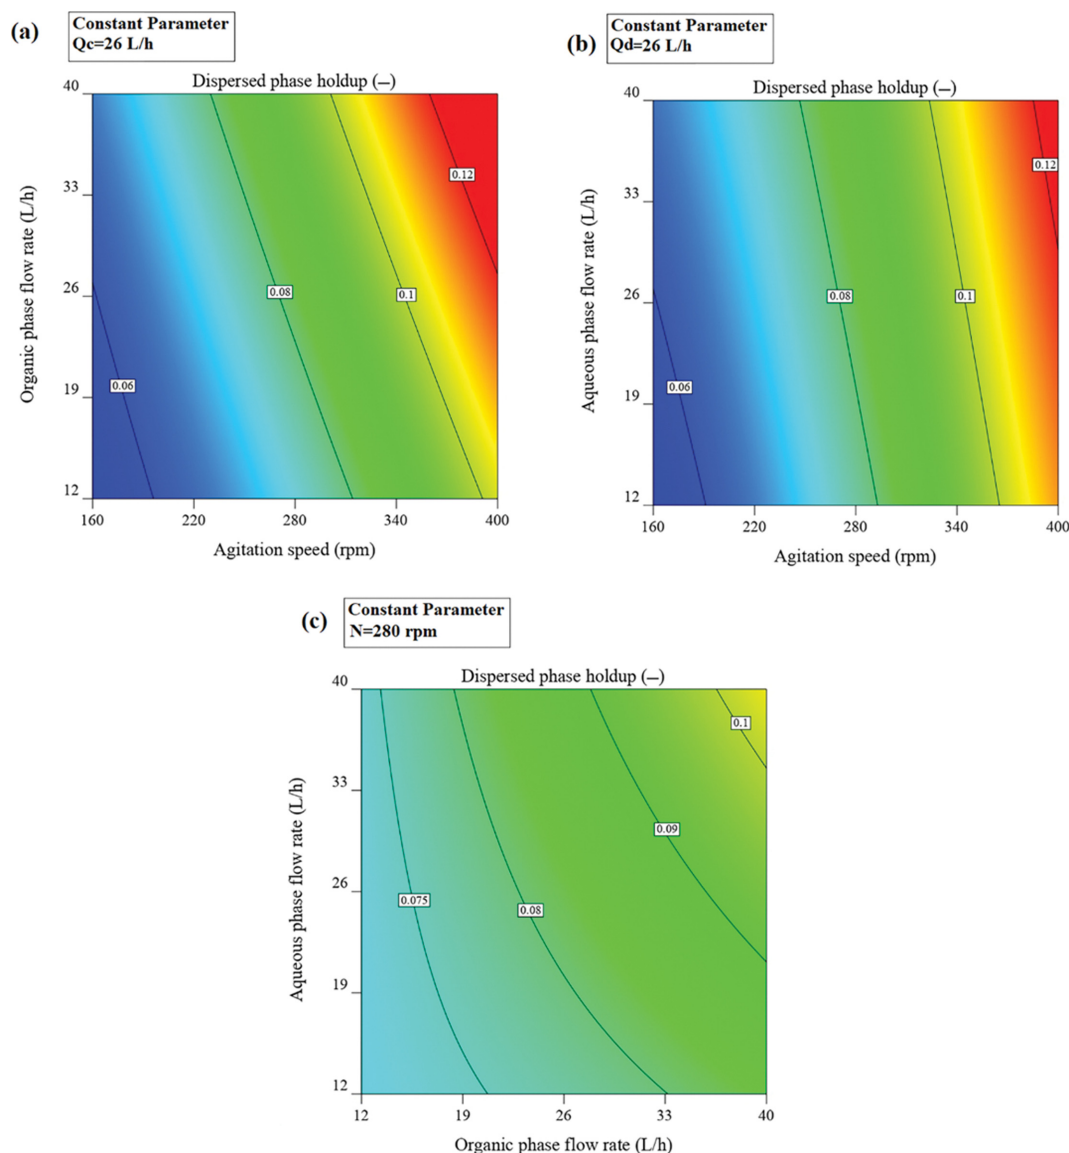 (a)
Constant Parameter
Qc=26 L/h
Dispersed phase holdup (—)
Organic phase flow rate (L/h)
40
33
26
19
12
0.06
0.08
0.1
0.12
160
220
280
340
400
Agitation speed (rpm)
(b)
Constant Parameter
Qd=26 L/h
Dispersed phase holdup (—)
Aqueous phase flow rate (L/h)
40
33
26
19
12
0.06
0.08
0.1
0.12
160
220
280
340
400
Agitation speed (rpm)
(c)
Constant Parameter
N=280 rpm
Dispersed phase holdup (—)
Aqueous phase flow rate (L/h)
40
33
26
19
12
0.075
0.08
0.09
0.1
12
19
26
33
40
Organic phase flow rate (L/h)